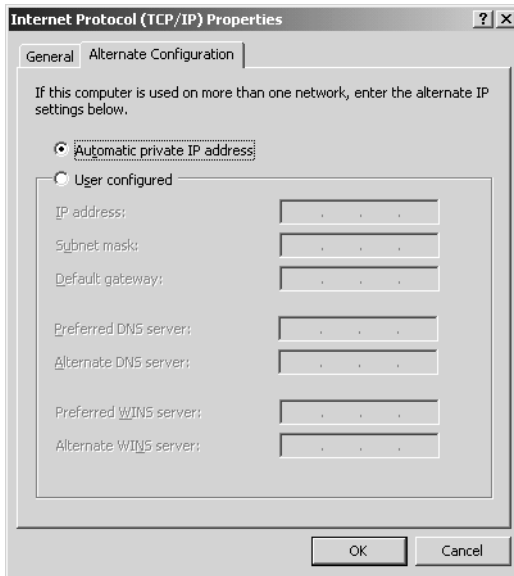 Internet Protocol (TCP/IP) Properties
General
Alternate Configuration
If this computer is used on more than one network, enter the alternate IP
settings below.
Automatic private IP address
User configured
IP address:
Subnet mask:
Default gateway:
Preferred DNS server:
Alternate DNS server:
Preferred WINS server:
Alternate WINS server:
OK
Cancel